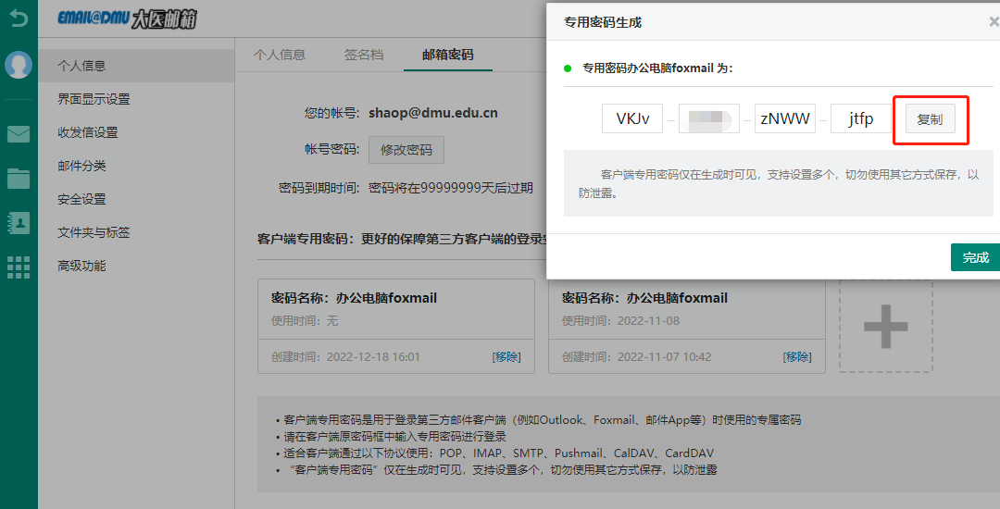 EMAIL@DMU 大医邮箱
个人信息
界面显示设置
收发信设置
邮件分类
安全设置
文件夹与标签
高级功能
个人信息 签名档 邮箱密码
您的帐号: shaop@dmu.edu.cn
帐号密码: 修改密码
密码到期时间: 密码将在99999999天后过期
客户端专用密码: 更好的保障第三方客户端的登录
密码名称: 办公电脑foxmail
使用时间: 无
创建时间: 2022-12-18 16:01 [移除]
密码名称: 办公电脑foxmail
使用时间: 2022-11-08
创建时间: 2022-11-07 10:42 [移除]
• 客户端专用密码是用于登录第三方邮件客户端（例如Outlook、Foxmail、邮件App等）时使用的专属密码
• 请在客户端原密码框中输入专用密码进行登录
• 适合客户端通过以下协议使用: POP、IMAP、SMTP、Pushmail、CalDAV、CardDAV
• “客户端专用密码”仅在生成时可见，支持设置多个，切勿使用其它方式保存，以防泄露
专用密码生成
专用密码办公电脑foxmail 为:
VKJv – – zNWW – jtfp 复制
客户端专用密码仅在生成时可见，支持设置多个，切勿使用其它方式保存，以
防泄露。
完成